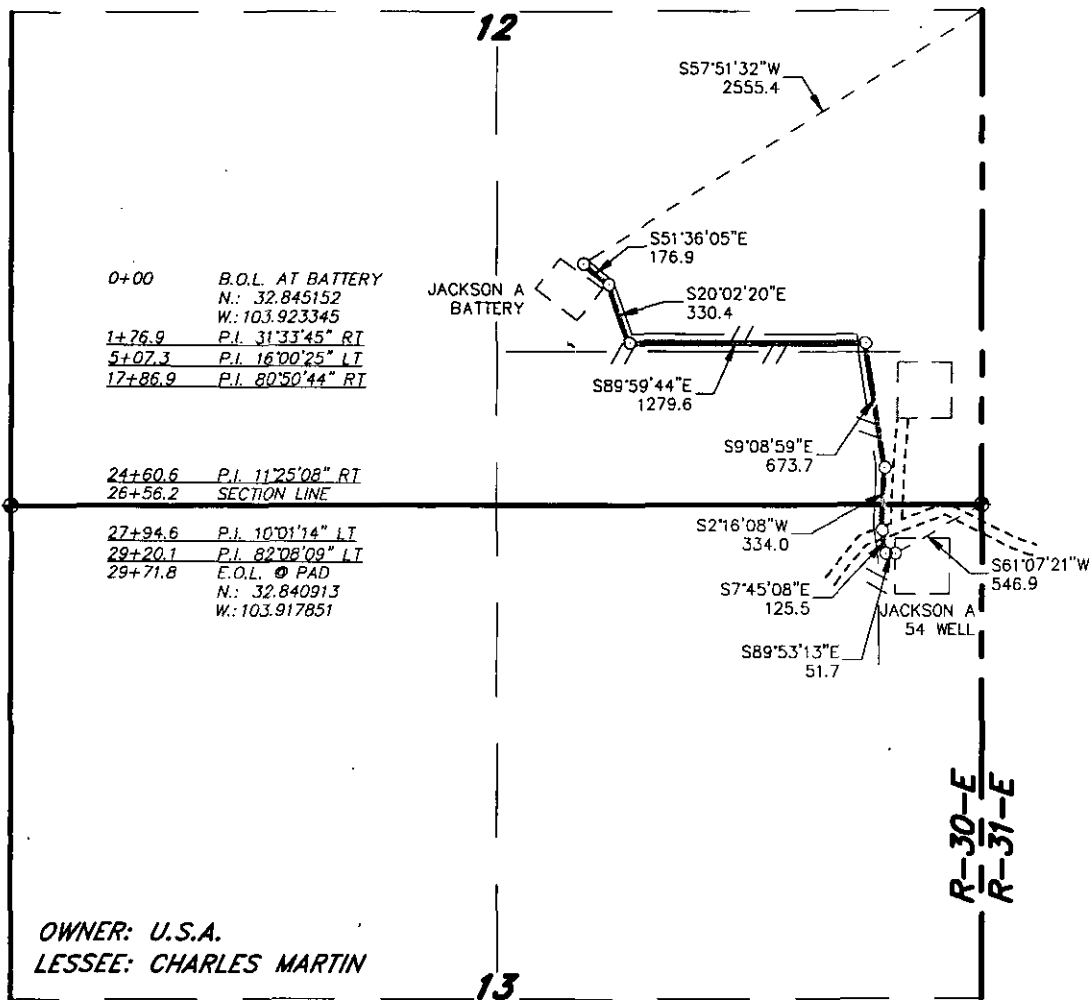 12
S57°51'32"W
2555.4
S51°36'05"E
176.9
0+00 B.O.L. AT BATTERY
N.: 32.845152
W.: 103.923345
1+76.9 P.I. 31°33'45" RT
5+07.3 P.I. 16°00'25" LT
17+86.9 P.I. 80°50'44" RT
JACKSON A
BATTERY
S20°02'20"E
330.4
S89°59'44"E
1279.6
S9°08'59"E
673.7
24+60.6 P.I. 11°25'08" RT
26+56.2 SECTION LINE
27+94.6 P.I. 10°01'14" LT
29+20.1 P.I. 82°08'09" LT
29+71.8 E.O.L. @ PAD
N.: 32.840913
W.: 103.917851
S2°16'08"W
334.0
S61°07'21"W
546.9
S7°45'08"E
125.5
JACKSON A
54 WELL
S89°53'13"E
51.7
R-30-E
R-31-E
OWNER: U.S.A.
LESSEE: CHARLES MARTIN
13